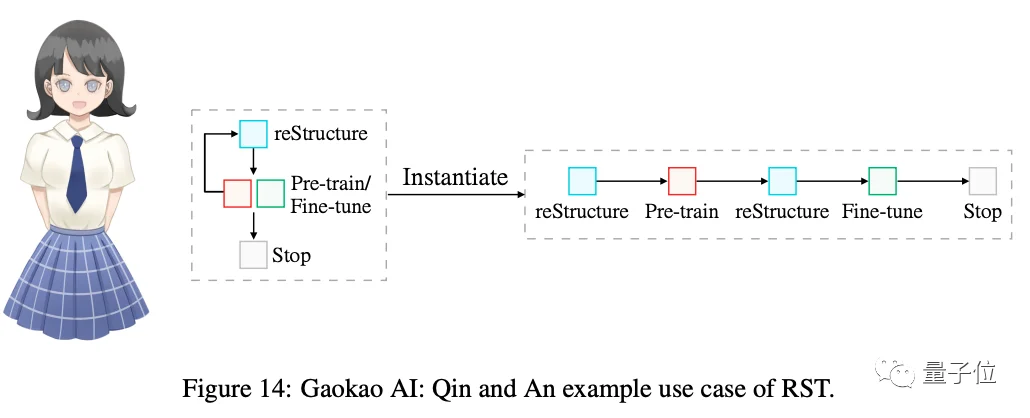 reStructure
Pre-train/
Fine-tune
Stop
Instantiate
reStructure Pre-train reStructure Fine-tune Stop
量子位
Figure 14: Gaokao AI: Qin and An example use case of RST.